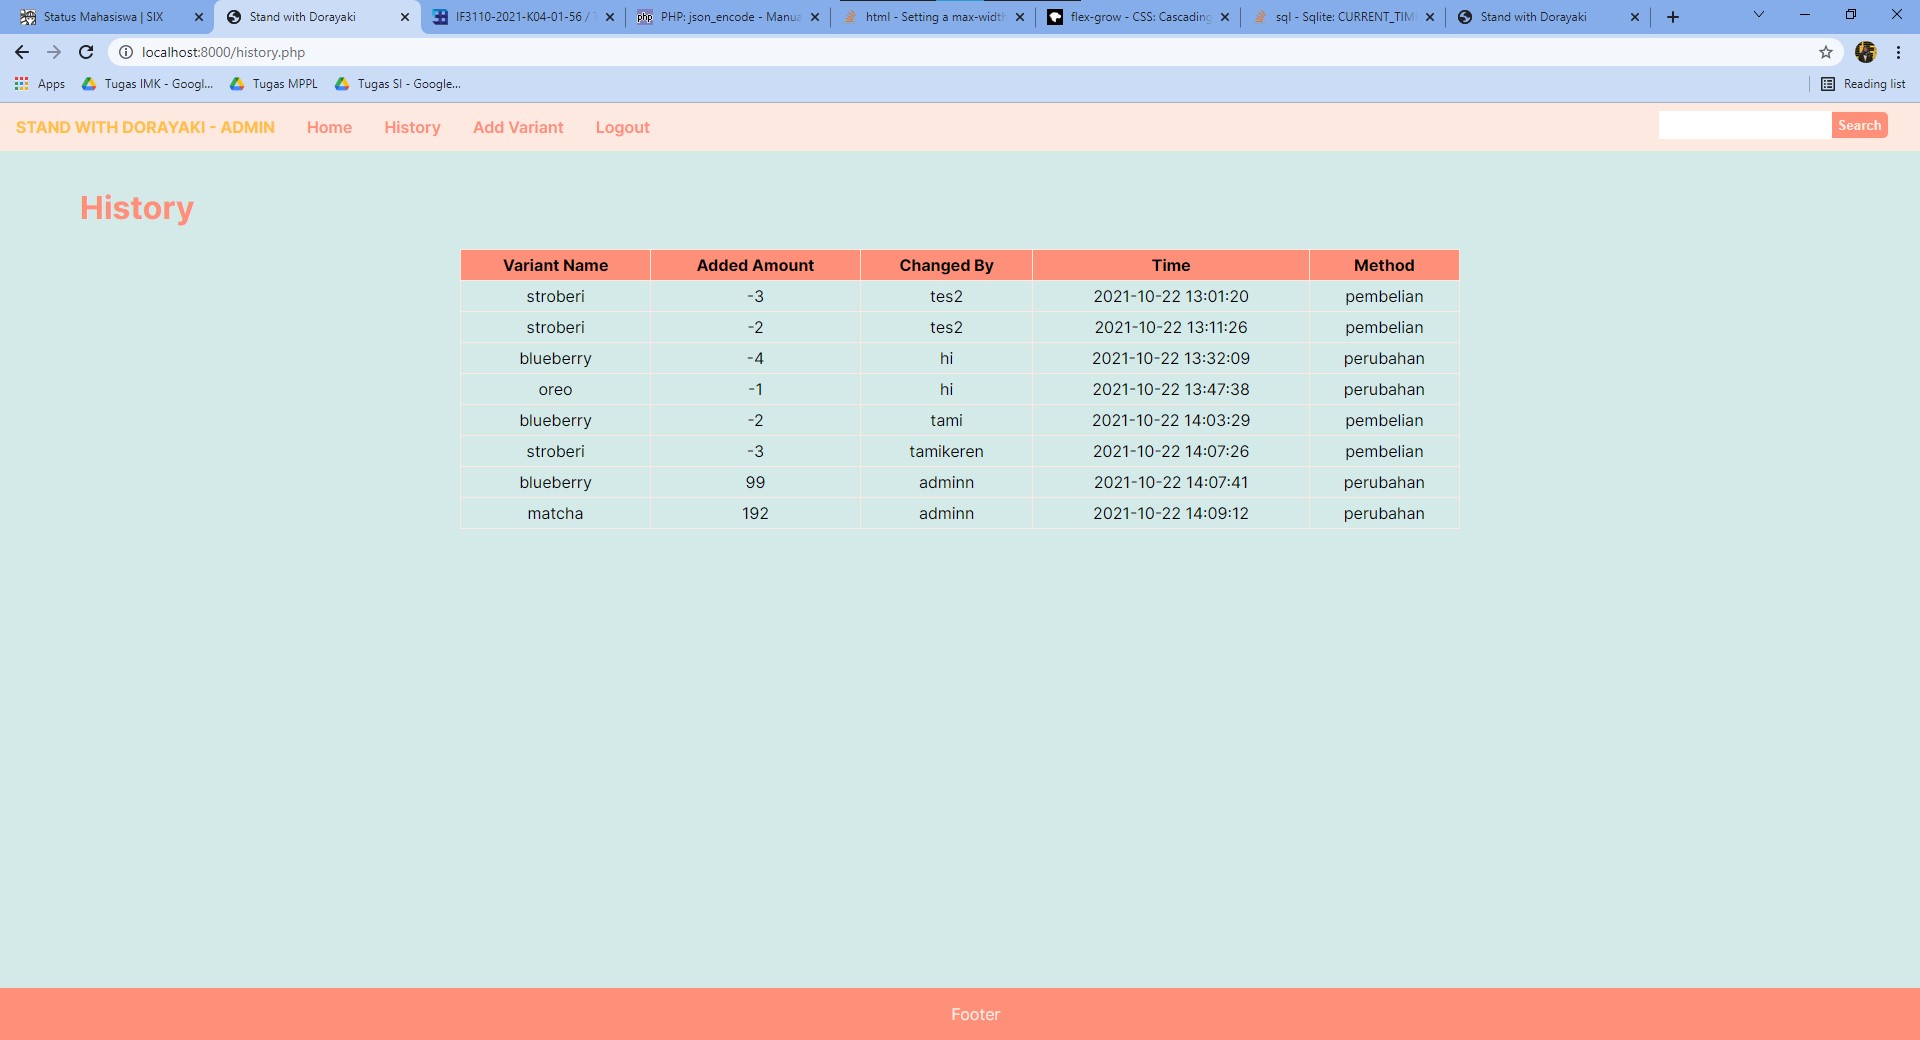 Status Mahasiswa | SIX
Stand with Dorayaki
IF3110-2021-K04-01-56 /
php PHP: json_encode - Manua
html - Setting a max-width
flex-grow - CSS: Cascading
sql - Sqlite: CURRENT_TIM
Stand with Dorayaki
localhost:8000/history.php
Apps Tugas IMK - Googl... Tugas MPPL Tugas SI - Google... Reading list
STAND WITH DORAYAKI - ADMIN Home History Add Variant Logout Search
History
Variant Name Added Amount Changed By Time Method
stroberi -3 tes2 2021-10-22 13:01:20 pembelian
stroberi -2 tes2 2021-10-22 13:11:26 pembelian
blueberry -4 hi 2021-10-22 13:32:09 perubahan
oreo -1 hi 2021-10-22 13:47:38 perubahan
blueberry -2 tami 2021-10-22 14:03:29 pembelian
stroberi -3 tamikeren 2021-10-22 14:07:26 pembelian
blueberry 99 adminn 2021-10-22 14:07:41 perubahan
matcha 192 adminn 2021-10-22 14:09:12 perubahan
Footer